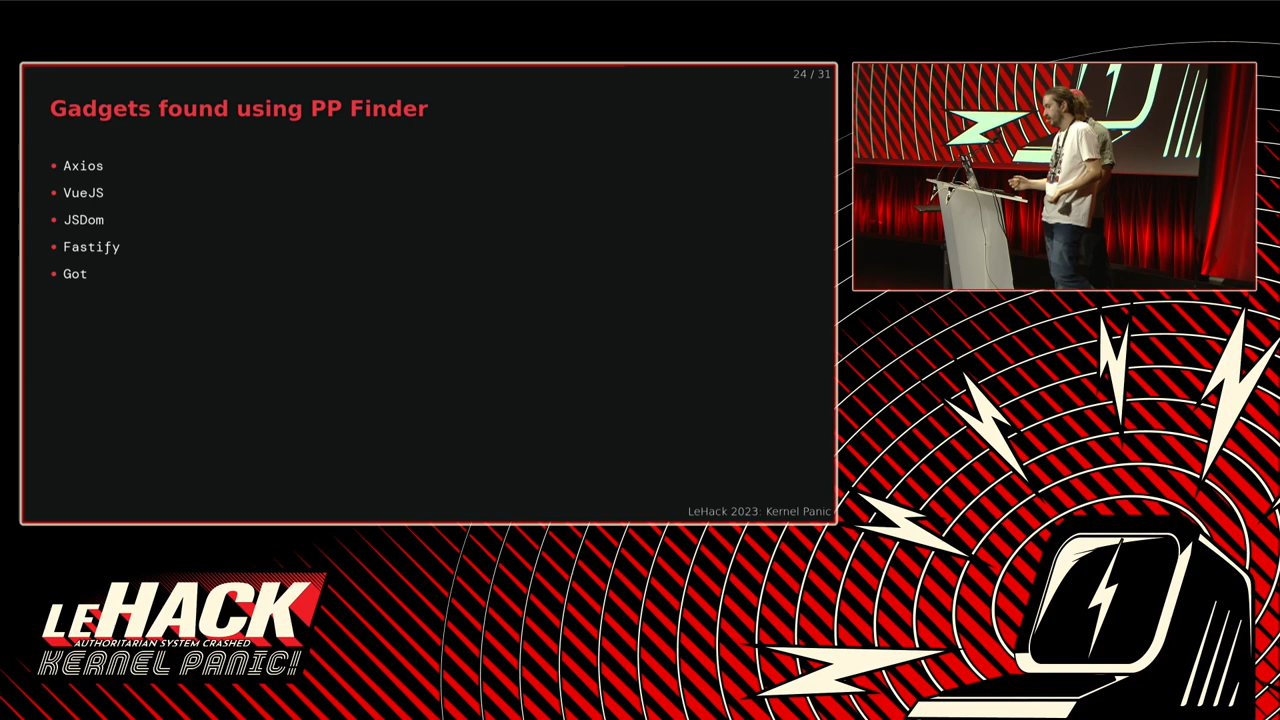 24 / 31
Gadgets found using PP Finder
• Axios
• VueJS
• JSDom
• Fastify
• Got
LeHack 2023: Kernel Panic
LEHACK
AUTHORITARIAN SYSTEM CRASHED
KERNEL PANIC!